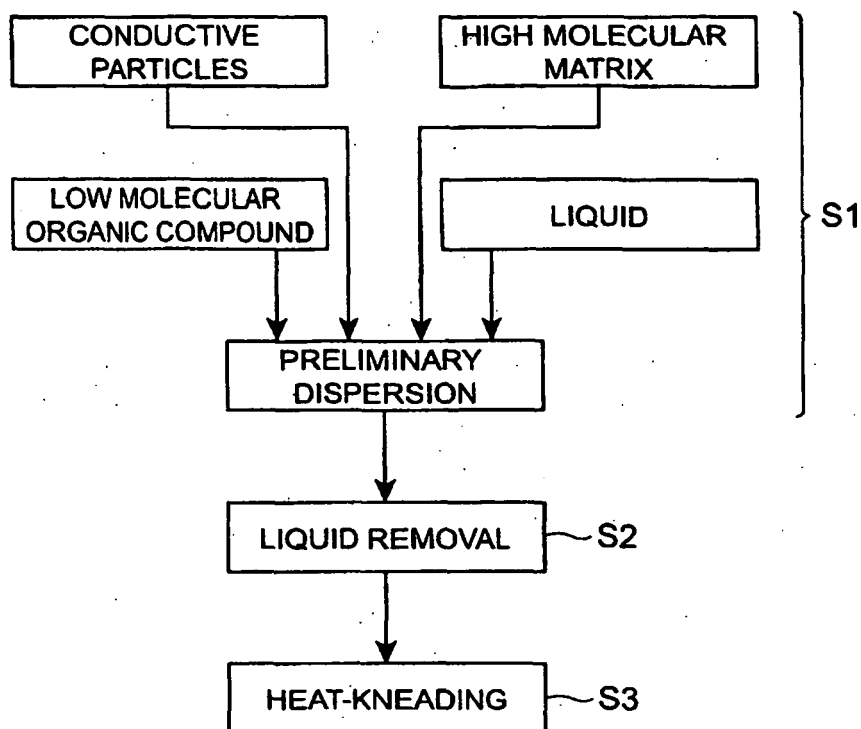 CONDUCTIVE
PARTICLES
HIGH MOLECULAR
MATRIX
LOW MOLECULAR
ORGANIC COMPOUND
LIQUID
S1
PRELIMINARY
DISPERSION
LIQUID REMOVAL
S2
HEAT-KNEADING
S3